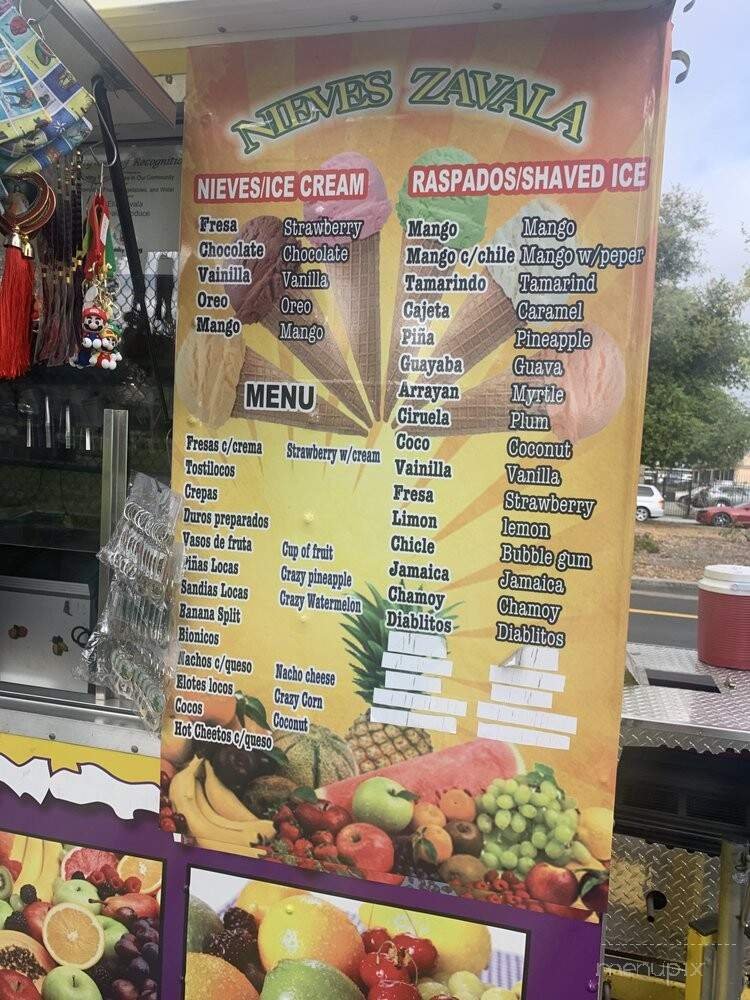 NIEVES ZAVALA
NIEVES/ICE CREAM
Fresa Strawberry
Chocolate Chocolate
Vainilla Vanilla
Oreo Oreo
Mango Mango
MENU
Fresas c/crema Strawberry w/cream
Tostilocos
Crepas
Duros preparados
Vasos de fruta Cup of fruit
Piñas Locas Crazy pineapple
Sandias Locas Crazy Watermelon
Banana Split
Bionicos
Nachos c/queso Nacho cheese
Elotes locos Crazy Corn
Cocos Coconut
Hot Cheetos c/queso
RASPADOS/SHAVED ICE
Mango Mango
Mango c/chile Mango w/peper
Tamarindo Tamarind
Cajeta Caramel
Piña Pineapple
Guayaba Guava
Arrayan Myrtle
Ciruela Plum
Coco Coconut
Vainilla Vanilla
Fresa Strawberry
Limon lemon
Chicle Bubble gum
Jamaica Jamaica
Chamoy Chamoy
Diablitos Diablitos
of Recognition
menupix